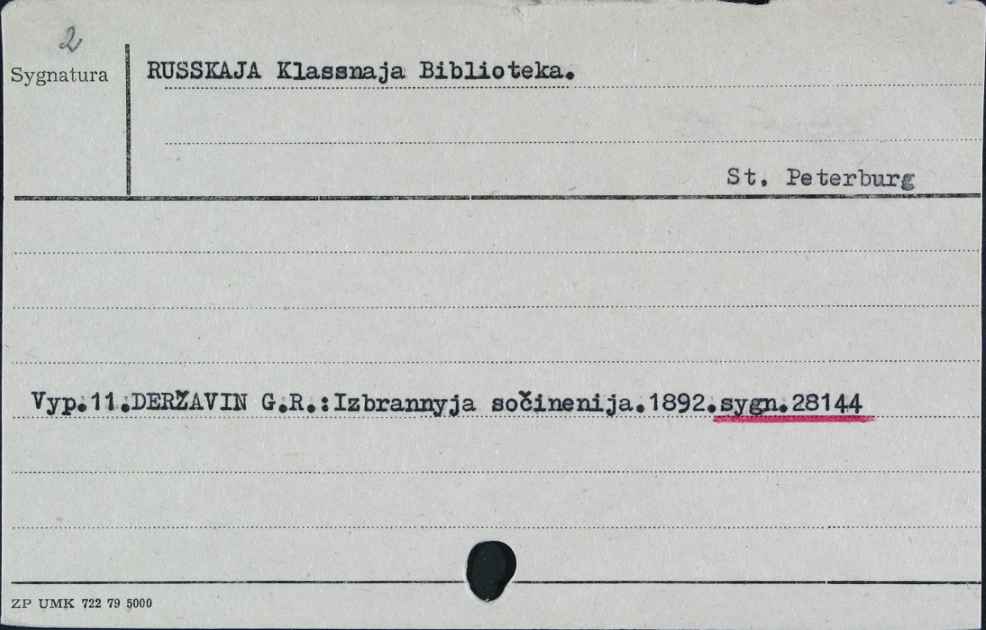 2
Sygnatura
RUSSKAJA Klassnaja Biblioteka.
St. Peterburg
Vyp.11.DERŽAVIN G.R.:Izbrannyja sočinenija.1892.sygn.28144
ZP UMK 722 79 5000